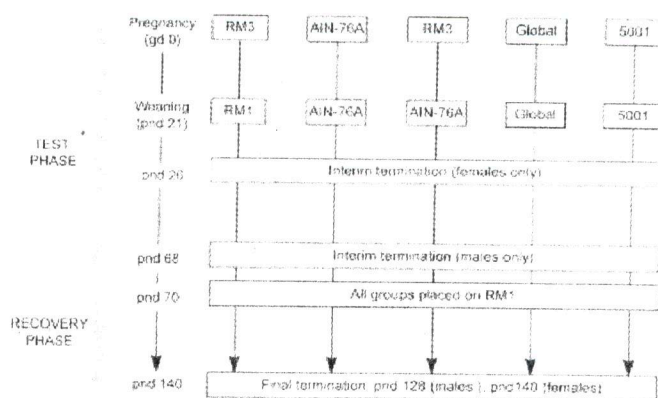 Pregnancy
(gd 0)
RM3 AIN-76A RM3 Global 5001
Weaning
(pnd 21)
RM1 AIN-76A AIN-76A Global 5001
TEST
PHASE
pnd 26
Interim termination (females only)
pnd 68
Interim termination (males only)
pnd 70
All groups placed on RM1
RECOVERY
PHASE
pnd 140
Final termination, pnd 128 (males ), pnd 140 (females)